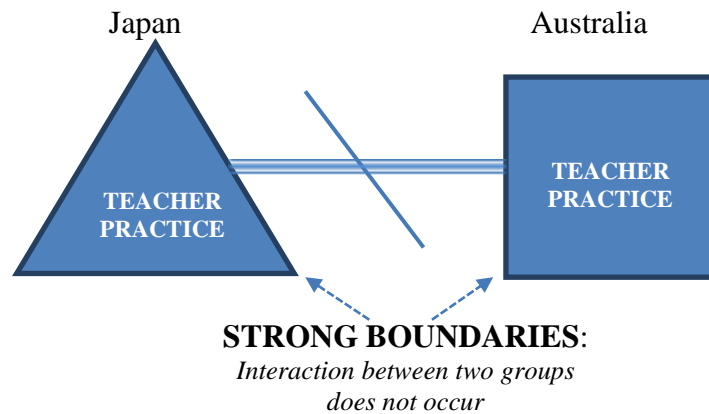 Japan
Australia
TEACHER
PRACTICE
TEACHER
PRACTICE
STRONG BOUNDARIES:
Interaction between two groups
does not occur